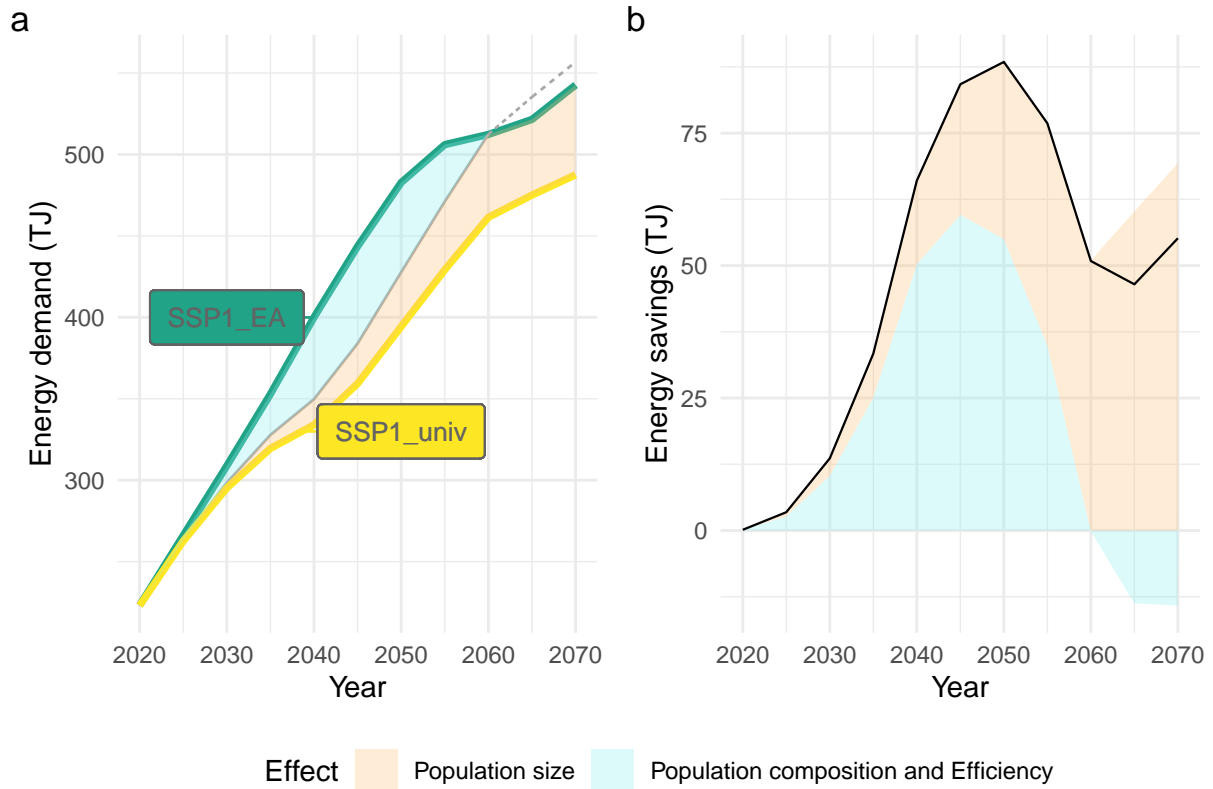 a
b
Energy demand (TJ)
500
400
300
SSP1_EA
SSP1_univ
2020 2030 2040 2050 2060 2070
Year
Energy savings (TJ)
75
50
25
0
2020 2030 2040 2050 2060 2070
Year
Effect Population size Population composition and Efficiency